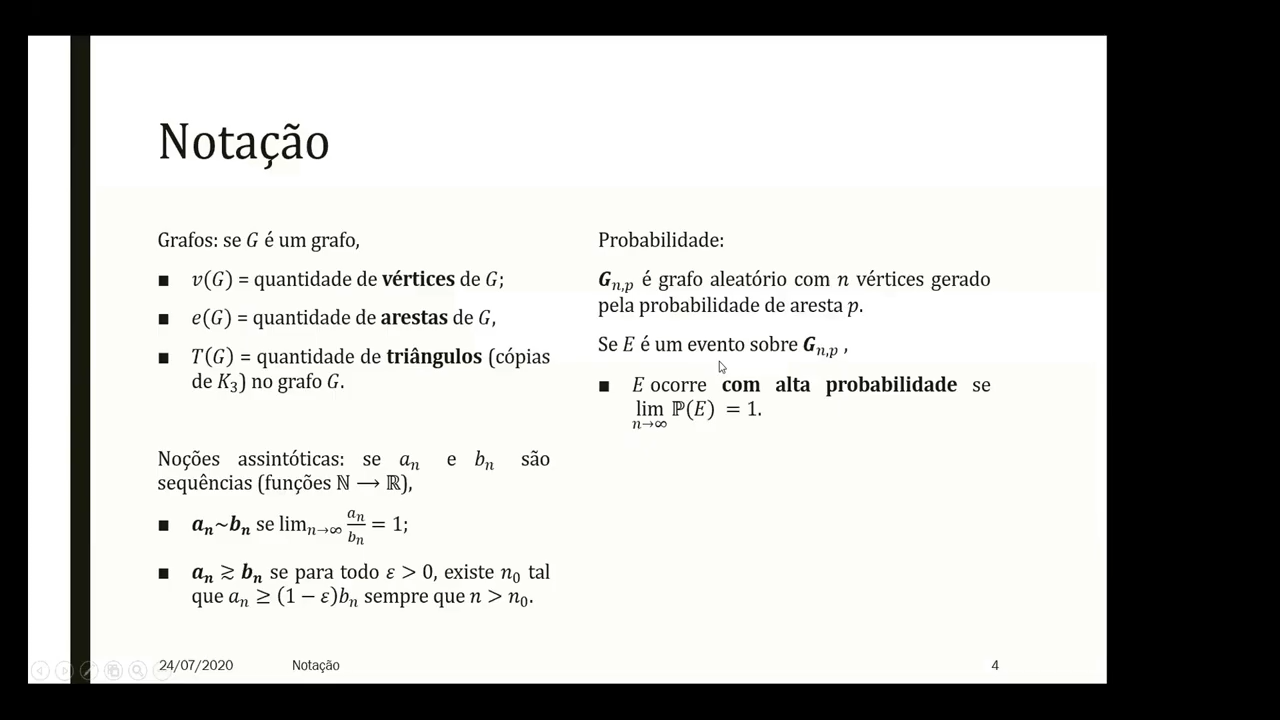 Notação
Grafos: se G é um grafo,
■ v(G) = quantidade de vértices de G;
■ e(G) = quantidade de arestas de G,
■ T(G) = quantidade de triângulos (cópias
de K₃) no grafo G.
Noções assintóticas: se aₙ e bₙ são
sequências (funções ℕ ⟶ ℝ),
■ aₙ~bₙ se limₙ→∞ aₙ/bₙ = 1;
■ aₙ ≳ bₙ se para todo ε > 0, existe n₀ tal
que aₙ ≥ (1 − ε)bₙ sempre que n > n₀.
Probabilidade:
G_{n,p} é grafo aleatório com n vértices gerado
pela probabilidade de aresta p.
Se E é um evento sobre G_{n,p} ,
■ E ocorre com alta probabilidade se
lim ℙ(E) = 1.
n→∞
24/07/2020 Notação 4